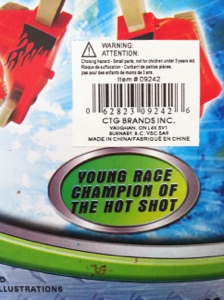 WARNING:
ATTENTION:
Choking hazard - Small parts, not for children under 3 years old.
Risque de suffocation - Contient de petites pièces,
pas pour des enfants de moins de 3 ans.
Item # 09242
0 62823 09242 6
CTG BRANDS INC.
VAUGHAN, ON L4K 5Y1
BURNABY, B.C. V5C 5A9
MADE IN CHINA/FABRIQUÉ EN CHINE
YOUNG RACE
CHAMPION OF
THE HOT SHOT
ILLUSTRATIONS